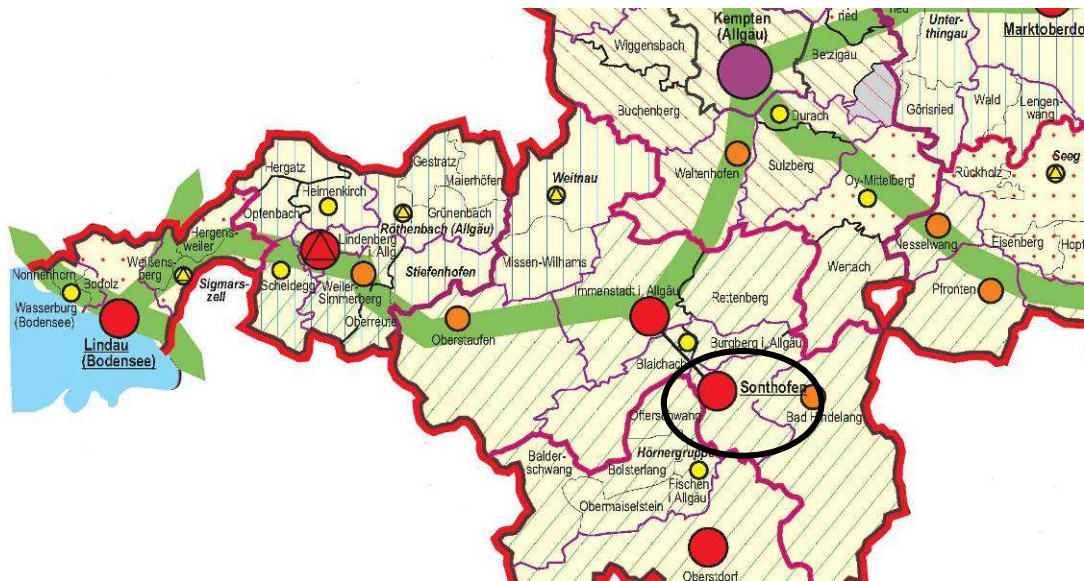 Kempten
(Allgäu)
ried
ried
Unter-
thingau
Marktoberdo
Wiggensbach
Betzigau
Buchenberg
Durach
Görisried
Wald
Lengen-
wang
Waltenhofen
Sulzberg
Oy-Mittelberg
Rückholz
Seeg
Nesselwang
Eisenberg
Hopf
Pfronten
Wertach
Gestratz
Hergatz
Maierhöfen
Heimenkirch
Weitnau
Opfenbach
Grünenbach
Röthenbach (Allgäu)
Hergens-
weiler
Lindenberg
i. Allg.
Missen-Wilhams
Stiefenhofen
Weißens-
berg
Nonnenhorn
Bodolz
Sigmars-
zell
Scheidegg
Weiler-
Simmerberg
Wasserburg
(Bodensee)
Oberreute
Lindau
(Bodensee)
Oberstaufen
Immenstadt i. Allgäu
Rettenberg
Burgberg i. Allgäu
Blaichach
Sonthofen
Bad Hindelang
Ofterschwang
Hörnergruppe
Balder-
schwang
Bolsterlang
Fischen
i. Allgäu
Obermaiselstein
Oberstdorf